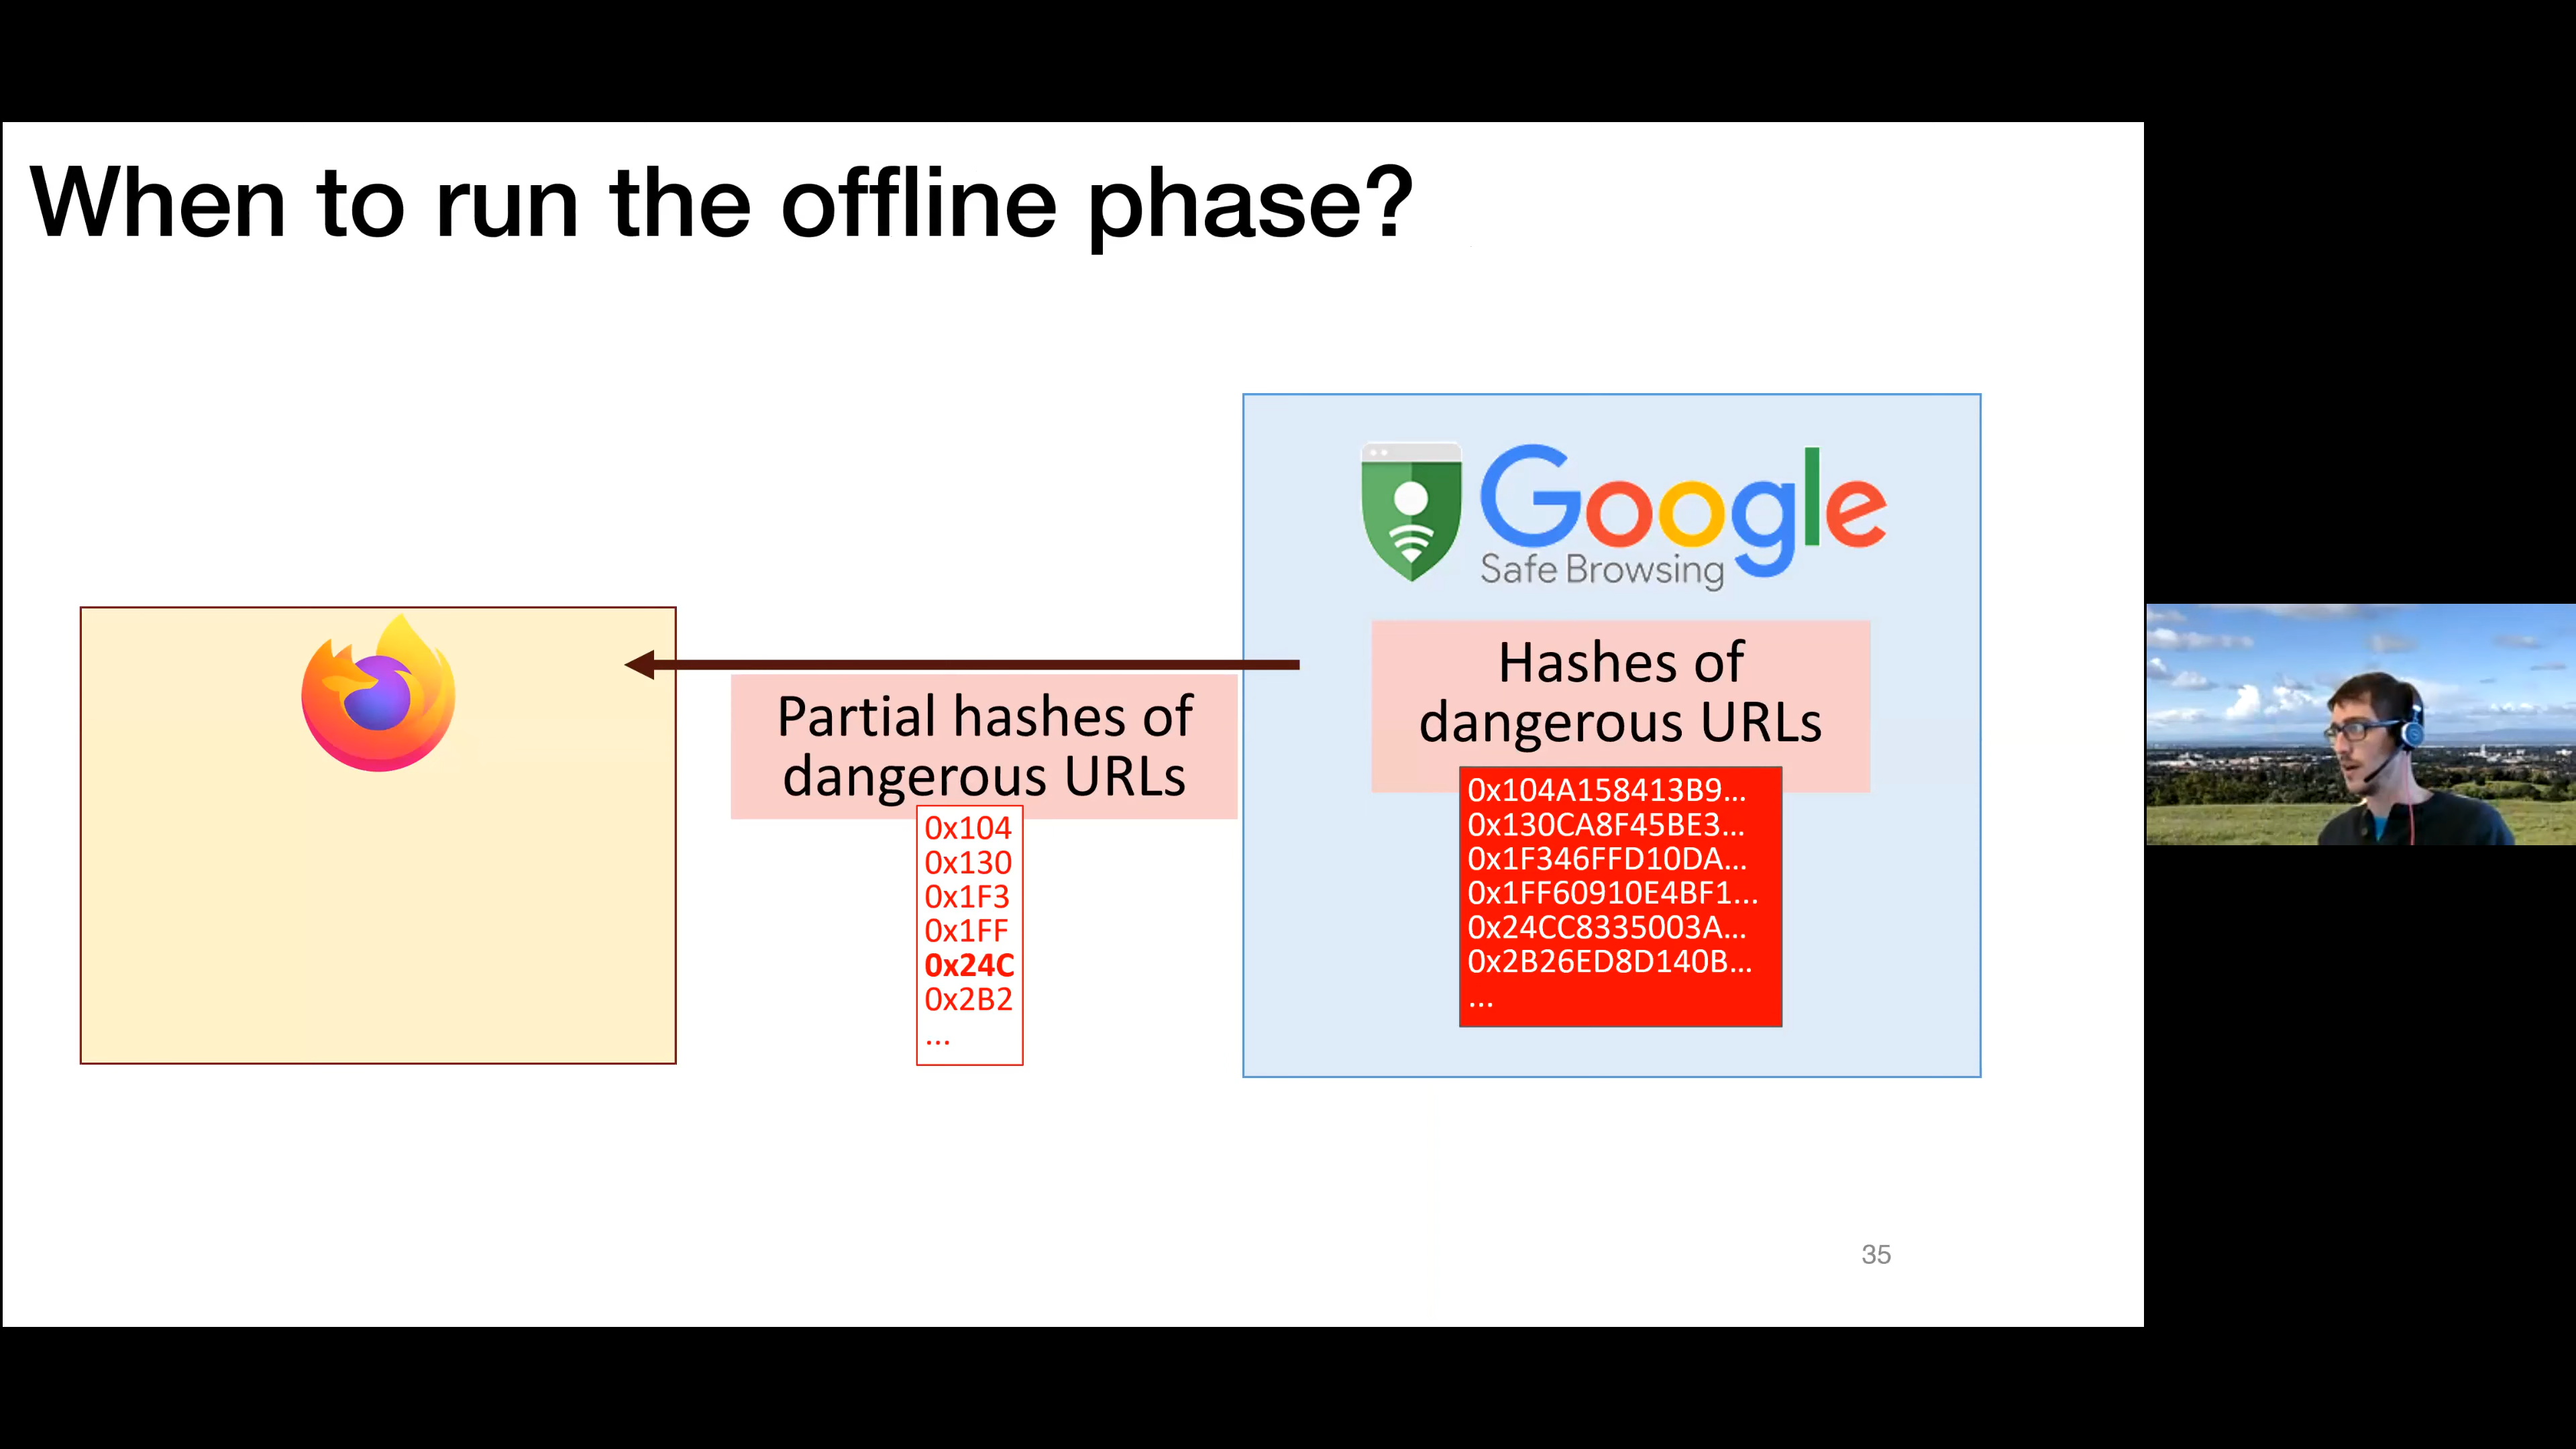 When to run the offline phase?
Google
Safe Browsing
Hashes of
dangerous URLs
0x104A158413B9...
0x130CA8F45BE3...
0x1F346FFD10DA...
0x1FF60910E4BF1...
0x24CC8335003A...
0x2B26ED8D140B...
...
Partial hashes of
dangerous URLs
0x104
0x130
0x1F3
0x1FF
0x24C
0x2B2
...
35